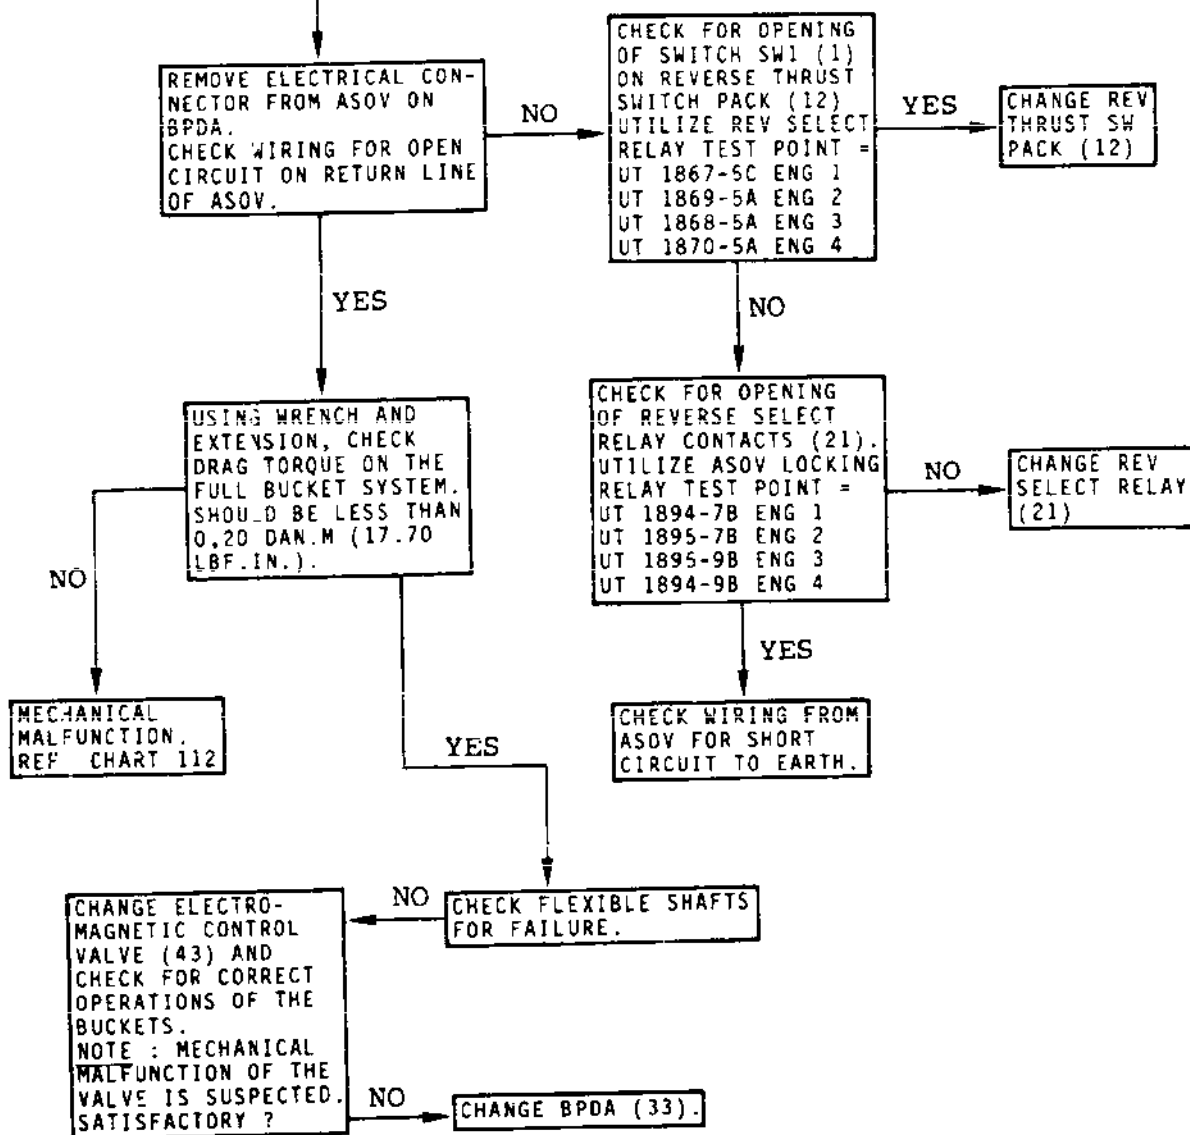 REMOVE ELECTRICAL CON-
NECTOR FROM ASOV ON
BPDA.
CHECK WIRING FOR OPEN
CIRCUIT ON RETURN LINE
OF ASOV.
NO
CHECK FOR OPENING
OF SWITCH SW1 (1)
ON REVERSE THRUST
SWITCH PACK (12)
UTILIZE REV SELECT
RELAY TEST POINT =
UT 1867-5C ENG 1
UT 1869-5A ENG 2
UT 1868-5A ENG 3
UT 1870-5A ENG 4
YES
CHANGE REV
THRUST SW
PACK (12)
YES
NO
USING WRENCH AND
EXTENSION, CHECK
DRAG TORQUE ON THE
FULL BUCKET SYSTEM.
SHOULD BE LESS THAN
0,20 DAN.M (17.70
LBF.IN.).
CHECK FOR OPENING
OF REVERSE SELECT
RELAY CONTACTS (21).
UTILIZE ASOV LOCKING
RELAY TEST POINT =
UT 1894-7B ENG 1
UT 1895-7B ENG 2
UT 1895-9B ENG 3
UT 1894-9B ENG 4
NO
CHANGE REV
SELECT RELAY
(21)
NO
YES
MECHANICAL
MALFUNCTION.
REF CHART 112
YES
CHECK WIRING FROM
ASOV FOR SHORT
CIRCUIT TO EARTH.
CHECK FLEXIBLE SHAFTS
FOR FAILURE.
NO
CHANGE ELECTRO-
MAGNETIC CONTROL
VALVE (43) AND
CHECK FOR CORRECT
OPERATIONS OF THE
BUCKETS.
NOTE : MECHANICAL
MALFUNCTION OF THE
VALVE IS SUSPECTED.
SATISFACTORY ?
NO
CHANGE BPDA (33).